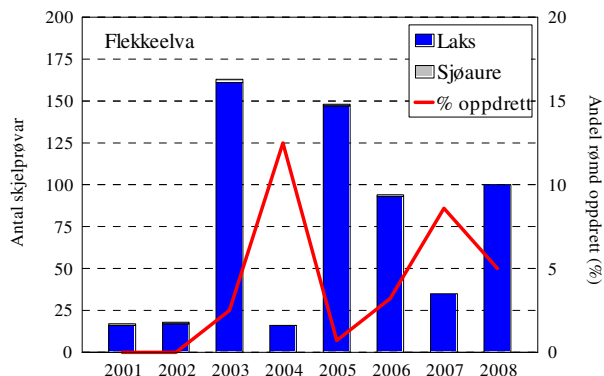 Flekkeelva
Laks
Sjøaure
% oppdrett
Antal skjelprøvar
200
175
150
125
100
75
50
25
0
Andel rømd oppdrett (%)
20
15
10
5
0
2001 2002 2003 2004 2005 2006 2007 2008